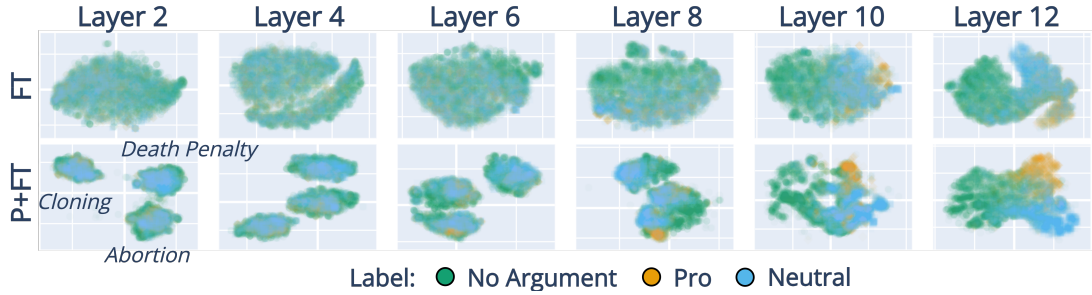 Layer 2 Layer 4 Layer 6 Layer 8 Layer 10 Layer 12
FT
P+FT
Death Penalty
Cloning
Abortion
Label: No Argument Pro Neutral